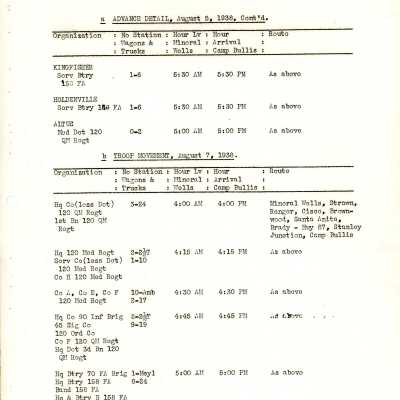 a ADVANCE DETAIL, August 5, 1938, Cont'd.
Organization : No Station : Hour Lv : Hour : Route
: Wagons & : Mineral : Arrival :
: Trucks : Wells : Camp Bullis :
KINGFISHER
Serv Btry 1-6 5:30 AM 5:30 PM As above
158 FA
HOLDENVILLE
Serv Btry FA 1-6 5:30 AM 5:30 PM As above
ALTUS
Med Det 120 0-2 5:00 AM 5:00 PM As above
QM Regt
b TROOP MOVEMENT, August 7, 1938.
Organization : No Station : Hour Lv : Hour : Route
: Wagons & : Mineral : Arrival :
: Trucks : Wells : Camp Bullis :
Hq Co(less Det) 5-24 4:00 AM 4:00 PM Mineral Wells, Strawn,
120 QM Regt Ranger, Cisco, Brown-
1st Bn 120 QM wood, Santa Anita,
Regt Brady - Hwy 87, Stanley
Junction, Camp Bullis
Hq 120 Med Regt 4:15 AM 4:15 PM As above
Serv Co(less Det) 1-10
120 Med Regt
Co H 120 Med Regt
Co A, Co E, Co F 10-Amb 4:30 AM 4:30 PM As above
120 Med Regt 2-17
Hq Co 90 Inf Brig 4:45 AM 4:45 PM As above
45 Sig Co 9-19
120 Ord Co
Co F 120 QM Regt
Hq Det 3d Bn 120
QM Regt
Hq Btry 70 FA Brig 5:00 AM 5:00 PM As above
Hq Btry 158 FA 6-24
Band 158 FA
Hq & Btry B 158 FA